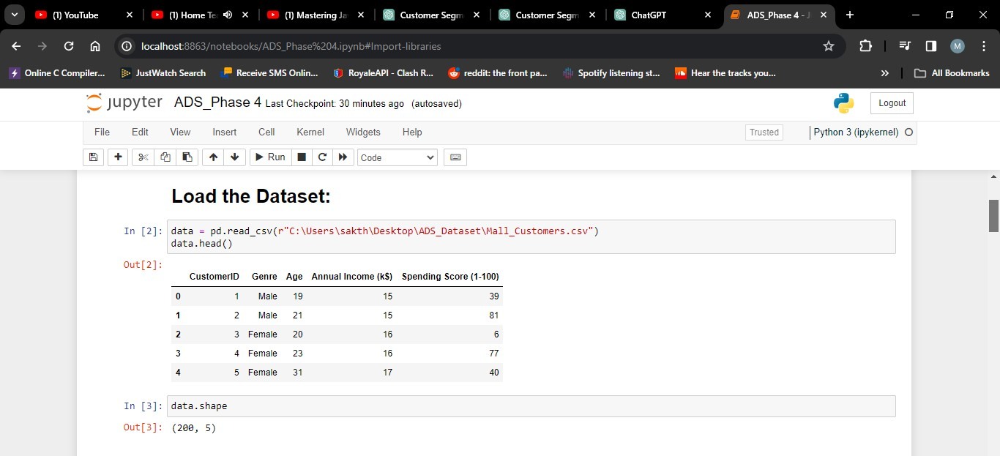 (1) YouTube (1) Home Te (1) Mastering Ja Customer Segm Customer Segm ChatGPT ADS_Phase 4 - J
localhost:8863/notebooks/ADS_Phase%204.ipynb#Import-libraries M
Online C Compiler... JustWatch Search Receive SMS Onlin... RoyaleAPI - Clash R... reddit: the front pa... Spotify listening st... Hear the tracks you... » All Bookmarks
jupyter ADS_Phase 4 Last Checkpoint: 30 minutes ago (autosaved) Logout
File Edit View Insert Cell Kernel Widgets Help Trusted Python 3 (ipykernel)
Run Code
Load the Dataset:
In [2]: data = pd.read_csv(r"C:\Users\sakth\Desktop\ADS_Dataset\Mall_Customers.csv")
data.head()
Out[2]:
CustomerID Genre Age Annual Income (k$) Spending Score (1-100)
0 1 Male 19 15 39
1 2 Male 21 15 81
2 3 Female 20 16 6
3 4 Female 23 16 77
4 5 Female 31 17 40
In [3]: data.shape
Out[3]: (200, 5)